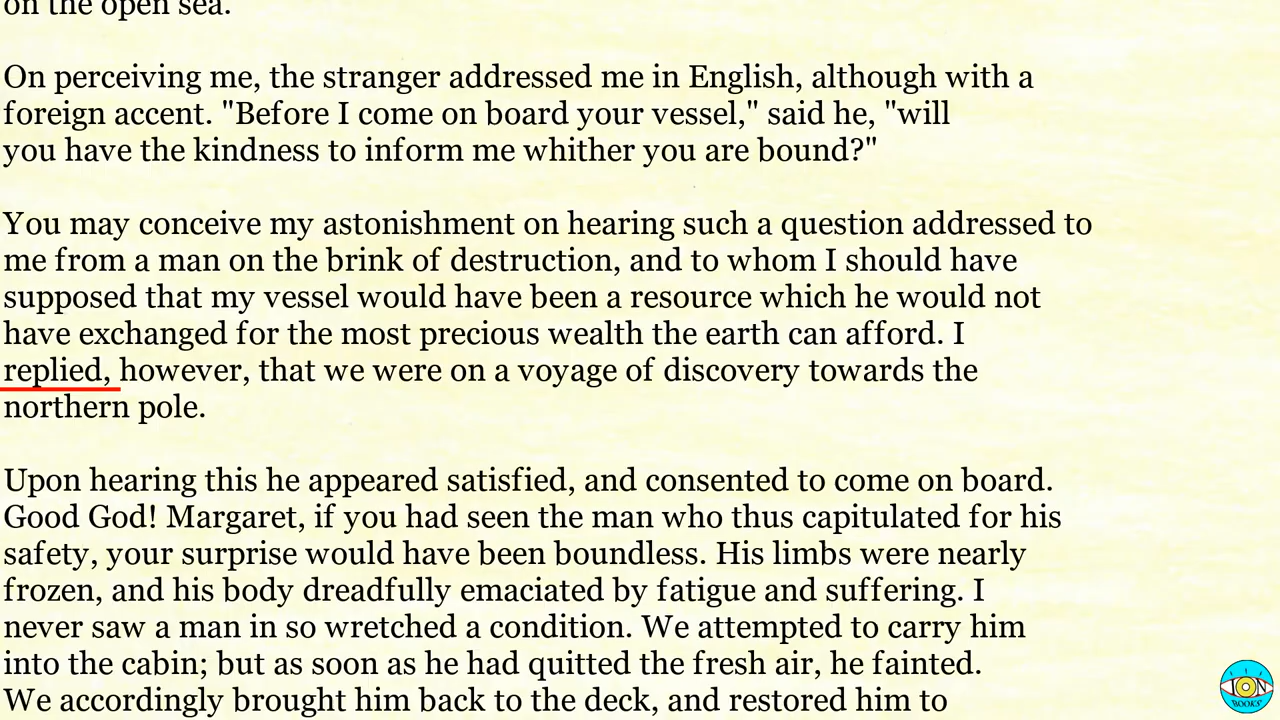 on the open sea.
On perceiving me, the stranger addressed me in English, although with a
foreign accent. "Before I come on board your vessel," said he, "will
you have the kindness to inform me whither you are bound?"
You may conceive my astonishment on hearing such a question addressed to
me from a man on the brink of destruction, and to whom I should have
supposed that my vessel would have been a resource which he would not
have exchanged for the most precious wealth the earth can afford. I
replied, however, that we were on a voyage of discovery towards the
northern pole.
Upon hearing this he appeared satisfied, and consented to come on board.
Good God! Margaret, if you had seen the man who thus capitulated for his
safety, your surprise would have been boundless. His limbs were nearly
frozen, and his body dreadfully emaciated by fatigue and suffering. I
never saw a man in so wretched a condition. We attempted to carry him
into the cabin; but as soon as he had quitted the fresh air, he fainted.
We accordingly brought him back to the deck, and restored him to
ION
BOOKS